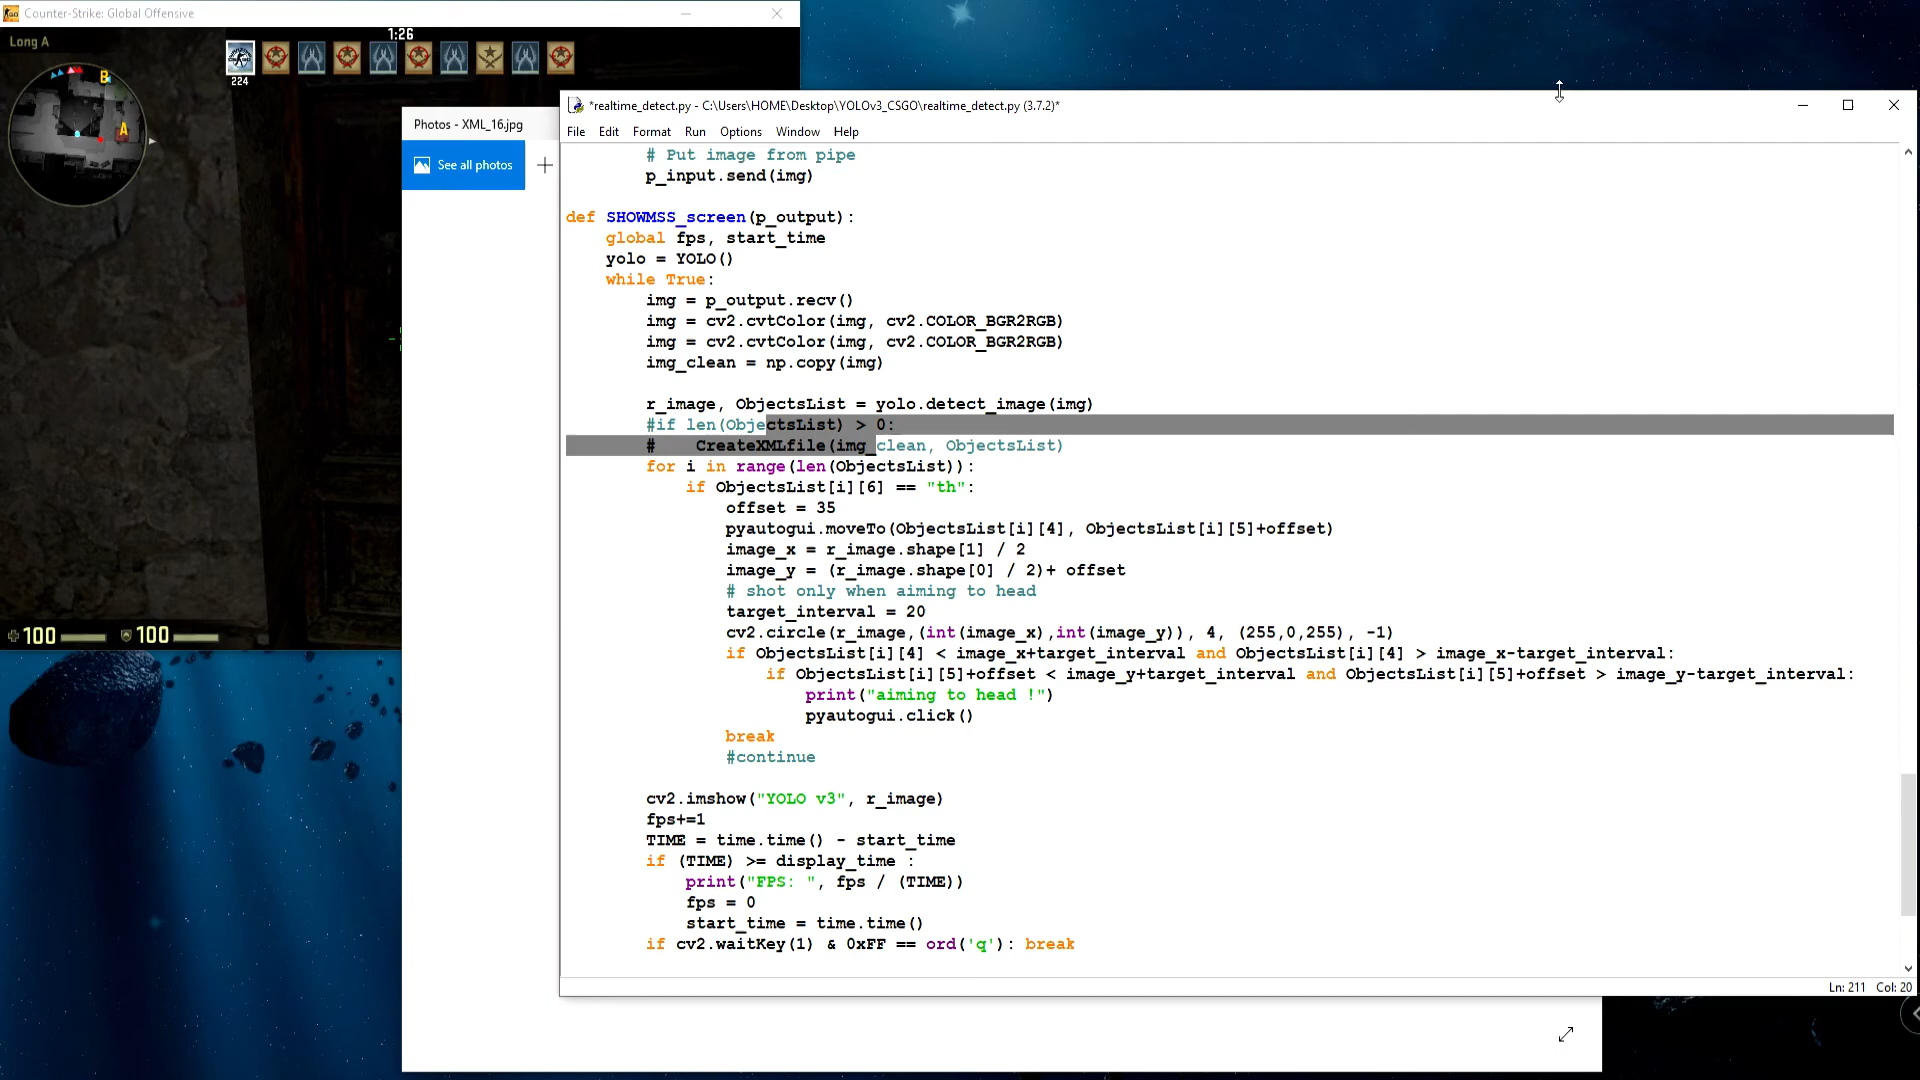 Counter-Strike: Global Offensive
Long A
1:26
224
B
A
100
100
Photos - XML_16.jpg
See all photos
*realtime_detect.py - C:\Users\HOME\Desktop\YOLOv3_CSGO\realtime_detect.py (3.7.2)*
File Edit Format Run Options Window Help
# Put image from pipe
p_input.send(img)
def SHOWMSS_screen(p_output):
global fps, start_time
yolo = YOLO()
while True:
img = p_output.recv()
img = cv2.cvtColor(img, cv2.COLOR_BGR2RGB)
img = cv2.cvtColor(img, cv2.COLOR_BGR2RGB)
img_clean = np.copy(img)
r_image, ObjectsList = yolo.detect_image(img)
#if len(ObjectsList) > 0:
#    CreateXMLfile(img_clean, ObjectsList)
for i in range(len(ObjectsList)):
if ObjectsList[i][6] == "th":
offset = 35
pyautogui.moveTo(ObjectsList[i][4], ObjectsList[i][5]+offset)
image_x = r_image.shape[1] / 2
image_y = (r_image.shape[0] / 2)+ offset
# shot only when aiming to head
target_interval = 20
cv2.circle(r_image,(int(image_x),int(image_y)), 4, (255,0,255), -1)
if ObjectsList[i][4] < image_x+target_interval and ObjectsList[i][4] > image_x-target_interval:
if ObjectsList[i][5]+offset < image_y+target_interval and ObjectsList[i][5]+offset > image_y-target_interval:
print("aiming to head !")
pyautogui.click()
break
#continue
cv2.imshow("YOLO v3", r_image)
fps+=1
TIME = time.time() - start_time
if (TIME) >= display_time :
print("FPS: ", fps / (TIME))
fps = 0
start_time = time.time()
if cv2.waitKey(1) & 0xFF == ord('q'): break
Ln: 211 Col: 20